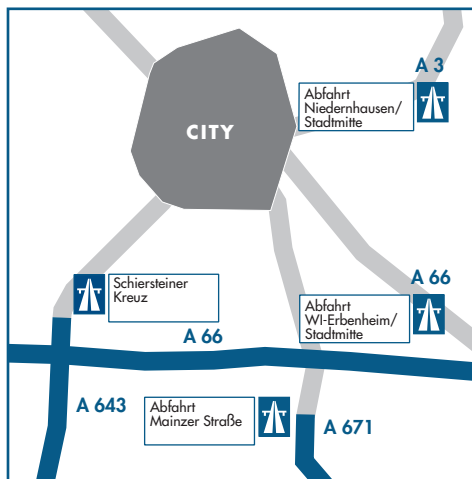 A 3
Abfahrt
Niedernhausen/
Stadtmitte
CITY
Schiersteiner
Kreuz
A 66
Abfahrt
WI-Erbenheim/
Stadtmitte
A 66
A 643
Abfahrt
Mainzer Straße
A 671